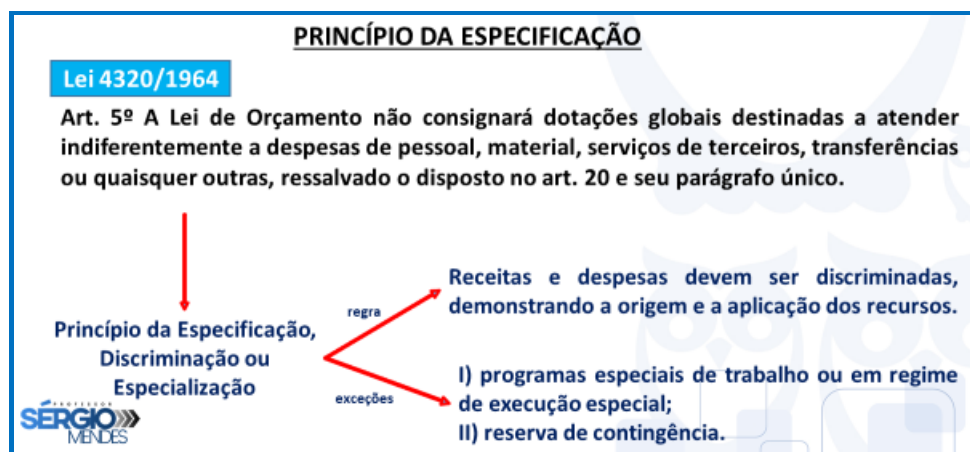 PRINCÍPIO DA ESPECIFICAÇÃO
Lei 4320/1964
Art. 5º A Lei de Orçamento não consignará dotações globais destinadas a atender
indiferentemente a despesas de pessoal, material, serviços de terceiros, transferências
ou quaisquer outras, ressalvado o disposto no art. 20 e seu parágrafo único.
Princípio da Especificação,
Discriminação ou
Especialização
regra
Receitas e despesas devem ser discriminadas,
demonstrando a origem e a aplicação dos recursos.
exceções
I) programas especiais de trabalho ou em regime
de execução especial;
II) reserva de contingência.
PROFESSOR
SÉRGIO
MENDES